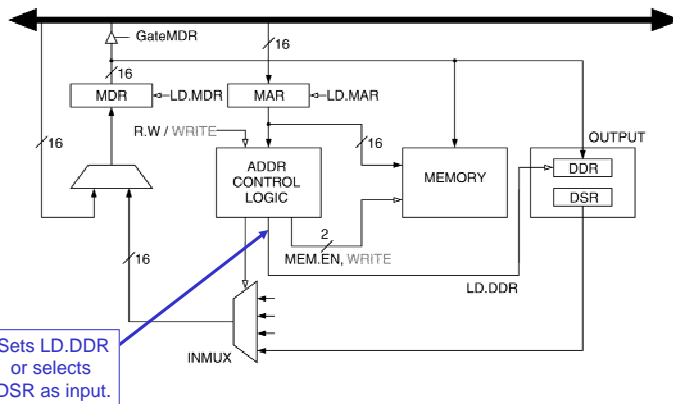 GateMDR
16
16
MDR
LD.MDR
MAR
LD.MAR
16
R.W / WRITE
16
OUTPUT
ADDR
CONTROL
LOGIC
MEMORY
DDR
DSR
2
MEM.EN, WRITE
16
LD.DDR
INMUX
Sets LD.DDR
or selects
DSR as input.